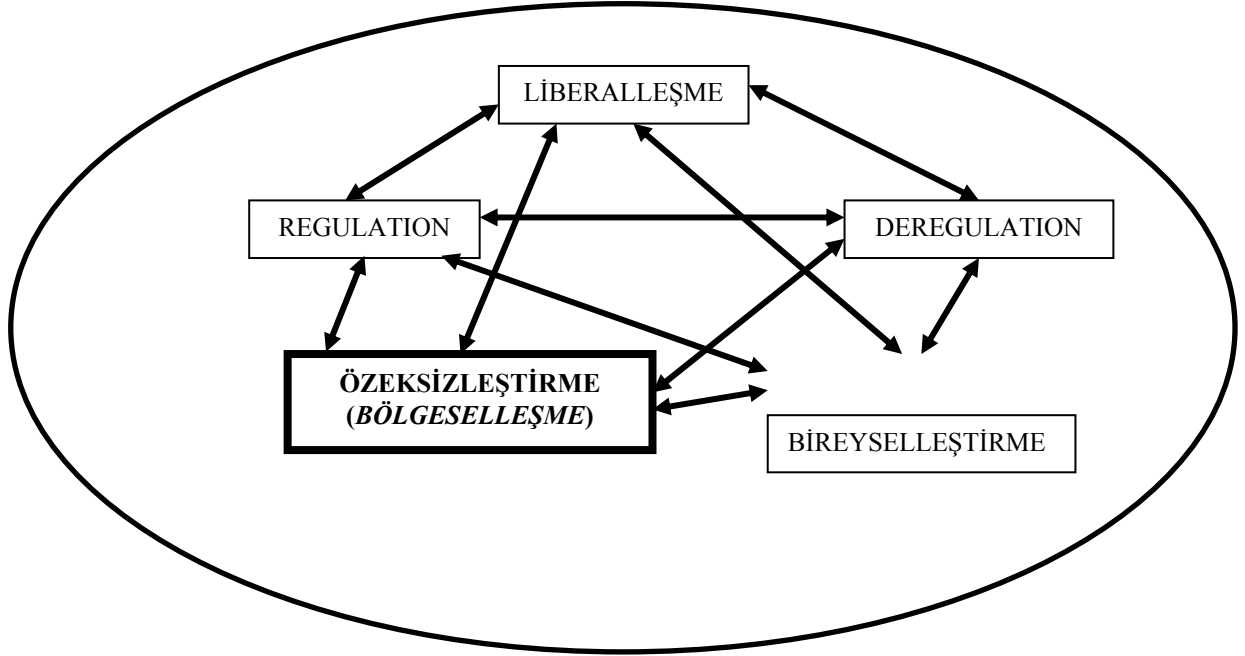 LİBERALLEŞME
REGULATION
DEREGULATION
ÖZEKSİZLEŞTİRME
(BÖLGESELLEŞME)
BİREYSELLEŞTİRME